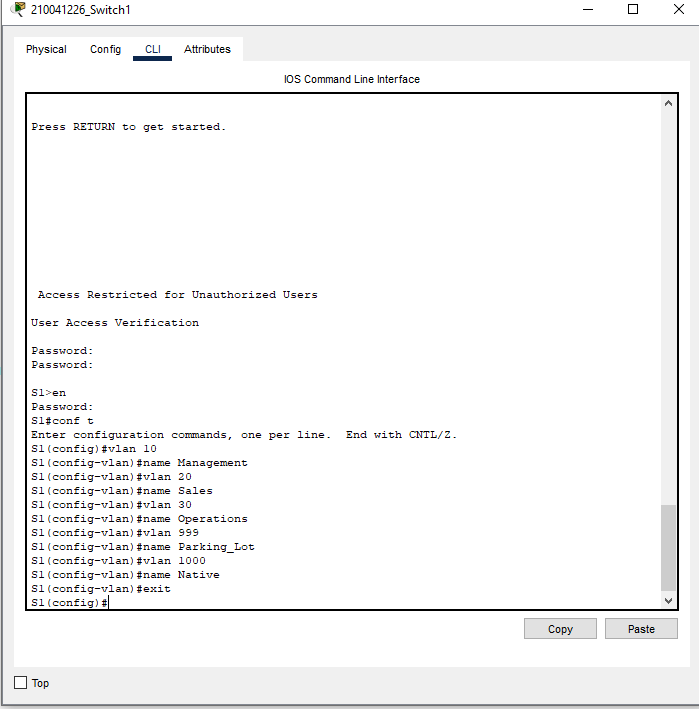 210041226_Switch1
Physical Config CLI Attributes
IOS Command Line Interface
Press RETURN to get started.
Access Restricted for Unauthorized Users
User Access Verification
Password:
Password:
S1>en
Password:
S1#conf t
Enter configuration commands, one per line.  End with CNTL/Z.
S1(config)#vlan 10
S1(config-vlan)#name Management
S1(config-vlan)#vlan 20
S1(config-vlan)#name Sales
S1(config-vlan)#vlan 30
S1(config-vlan)#name Operations
S1(config-vlan)#vlan 999
S1(config-vlan)#name Parking_Lot
S1(config-vlan)#vlan 1000
S1(config-vlan)#name Native
S1(config-vlan)#exit
S1(config)#
Copy Paste
Top